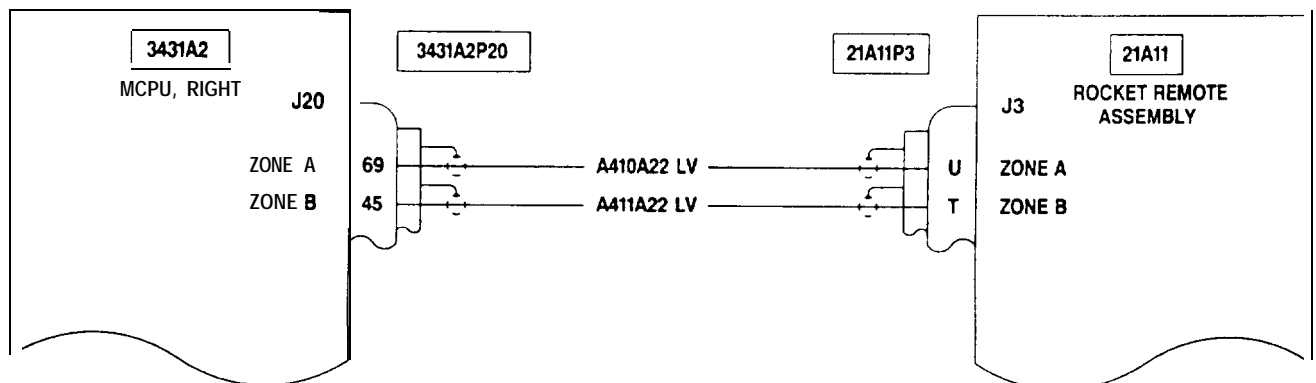 3431A2
MCPU, RIGHT
J20
3431A2P20
21A11P3
21A11
ROCKET REMOTE
ASSEMBLY
J3
ZONE A 69 A410A22 LV U ZONE A
ZONE B 45 A411A22 LV T ZONE B